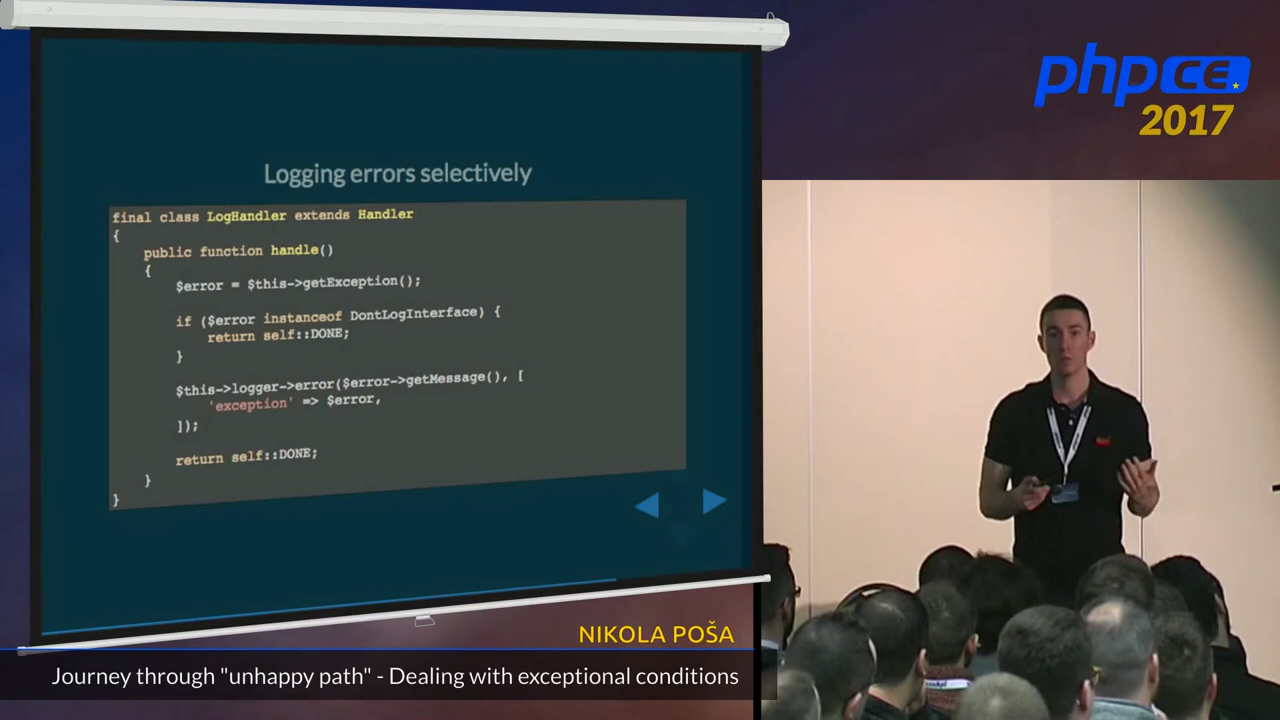 phpCE
2017
Logging errors selectively
final class LogHandler extends Handler
{
    public function handle()
    {
        $error = $this->getException();
        if ($error instanceof DontLogInterface) {
            return self::DONE;
        }
        $this->logger->error($error->getMessage(), [
            'exception' => $error,
        ]);
        return self::DONE;
    }
}
NIKOLA POŠA
Journey through "unhappy path" - Dealing with exceptional conditions